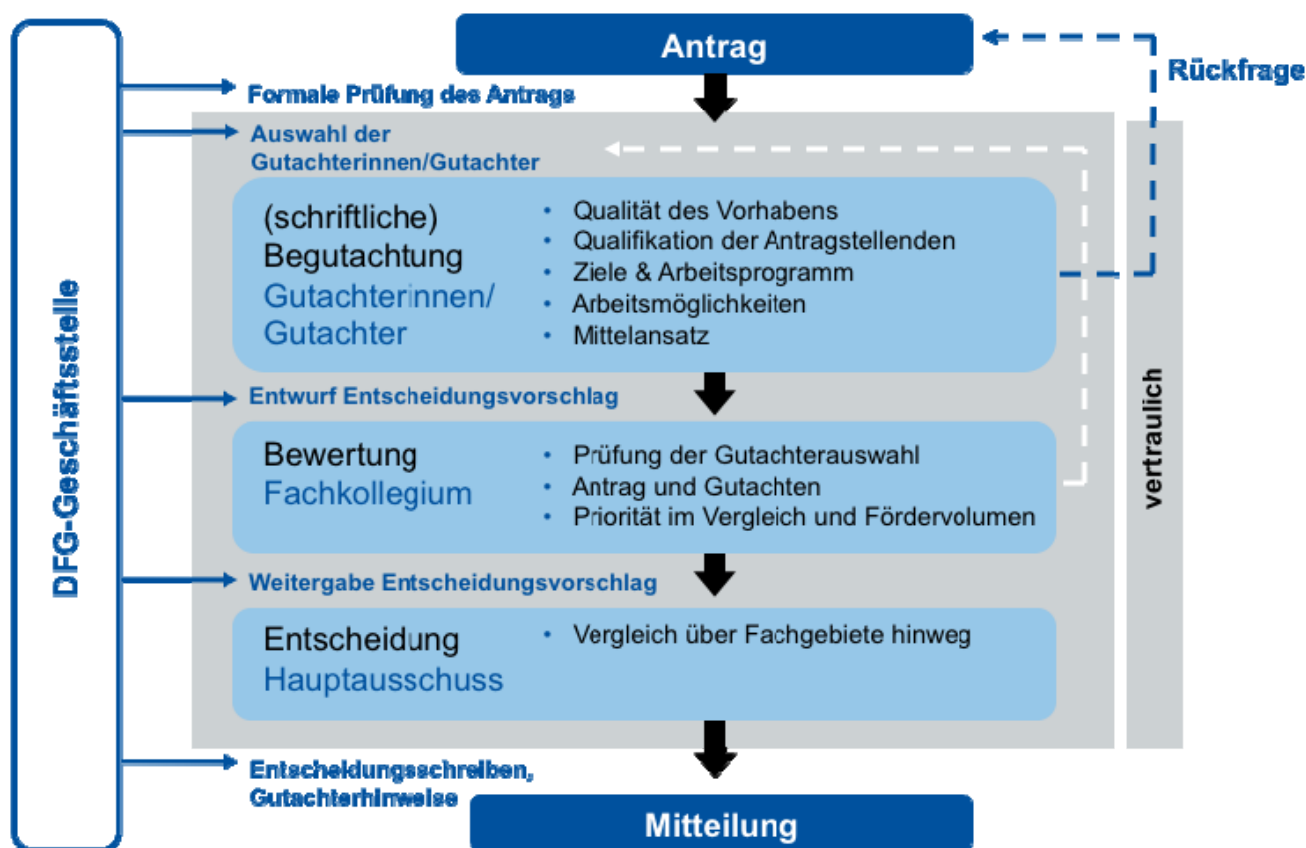 DFG-Geschäftsstelle
Antrag
Rückfrage
Formale Prüfung des Antrags
Auswahl der
Gutachterinnen/Gutachter
(schriftliche)
Begutachtung
Gutachterinnen/
Gutachter
• Qualität des Vorhabens
• Qualifikation der Antragstellenden
• Ziele & Arbeitsprogramm
• Arbeitsmöglichkeiten
• Mittelansatz
Entwurf Entscheidungsvorschlag
Bewertung
Fachkollegium
• Prüfung der Gutachterauswahl
• Antrag und Gutachten
• Priorität im Vergleich und Fördervolumen
vertraulich
Weitergabe Entscheidungsvorschlag
Entscheidung
Hauptausschuss
• Vergleich über Fachgebiete hinweg
Entscheidungsschreiben,
Gutachterhinweise
Mitteilung